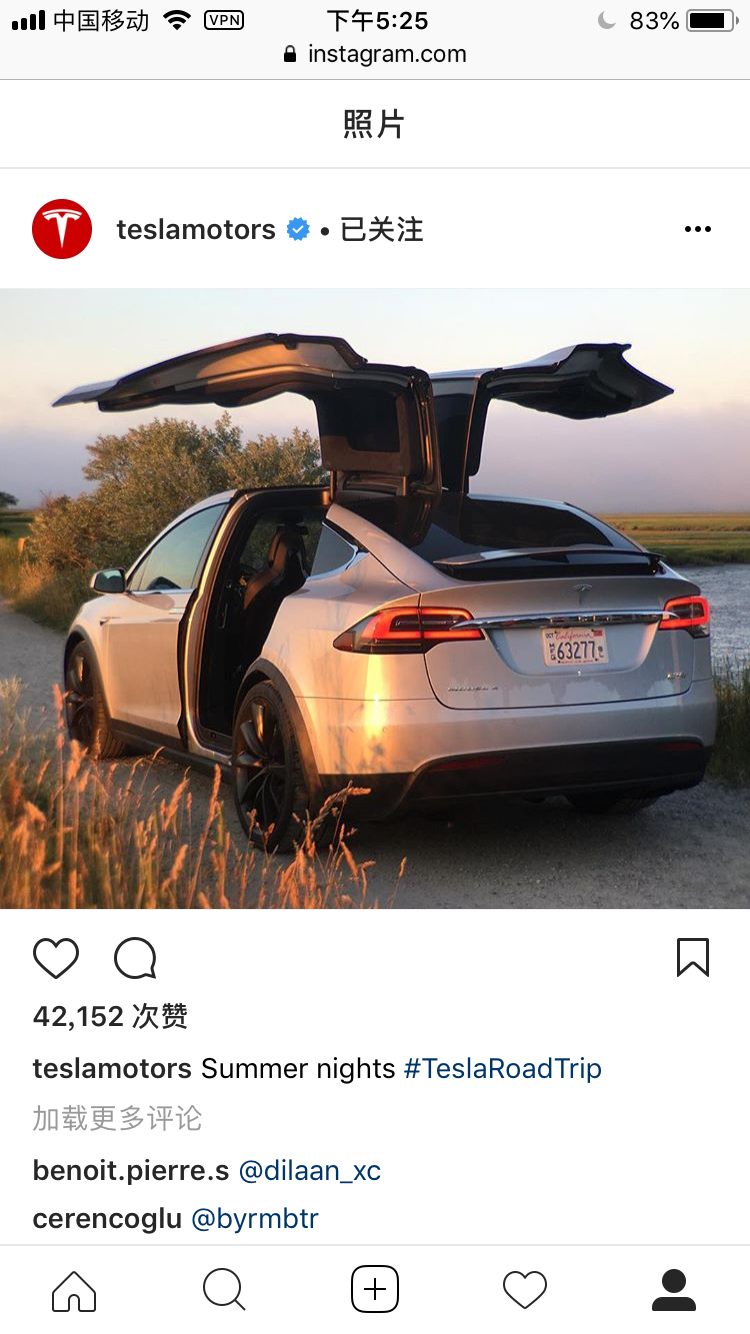 中国移动 VPN 下午5:25 83%
instagram.com
照片
teslamotors • 已关注
California
63277
42,152 次赞
teslamotors Summer nights #TeslaRoadTrip
加载更多评论
benoit.pierre.s @dilaan_xc
cerencoglu @byrmbtr